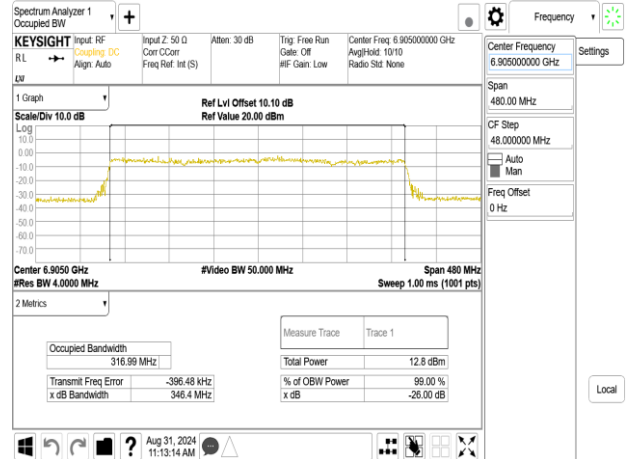 Spectrum Analyzer 1
Occupied BW
Frequency
KEYSIGHT
Input: RF
Input Z: 50 Ω
Atten: 30 dB
Trig: Free Run
Center Freq: 6.905000000 GHz
R L
Coupling: DC
Corr CCorr
Gate: Off
Avg|Hold: 10/10
Align: Auto
Freq Ref: Int (S)
#IF Gain: Low
Radio Std: None
Center Frequency
6.905000000 GHz
Settings
Span
480.00 MHz
CF Step
48.000000 MHz
Auto
Man
Freq Offset
0 Hz
Local
1 Graph
Ref Lvl Offset 10.10 dB
Scale/Div 10.0 dB
Ref Value 20.00 dBm
Log
10.0
0.00
-10.0
-20.0
-30.0
-40.0
-50.0
-60.0
-70.0
Center 6.9050 GHz
#Video BW 50.000 MHz
Span 480 MHz
#Res BW 4.0000 MHz
Sweep 1.00 ms (1001 pts)
2 Metrics
Measure Trace
Trace 1
Occupied Bandwidth
316.99 MHz
Total Power
12.8 dBm
Transmit Freq Error
-396.48 kHz
% of OBW Power
99.00 %
x dB Bandwidth
346.4 MHz
x dB
-26.00 dB
?
Aug 31, 2024
11:13:14 AM